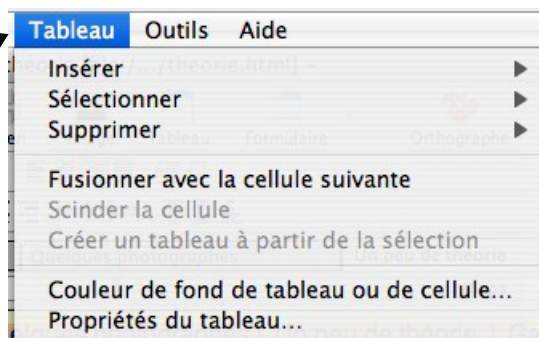 Tableau Outils Aide
Insérer
Sélectionner
Supprimer
Fusionner avec la cellule suivante
Scinder la cellule
Créer un tableau à partir de la sélection
Couleur de fond de tableau ou de cellule...
Propriétés du tableau...